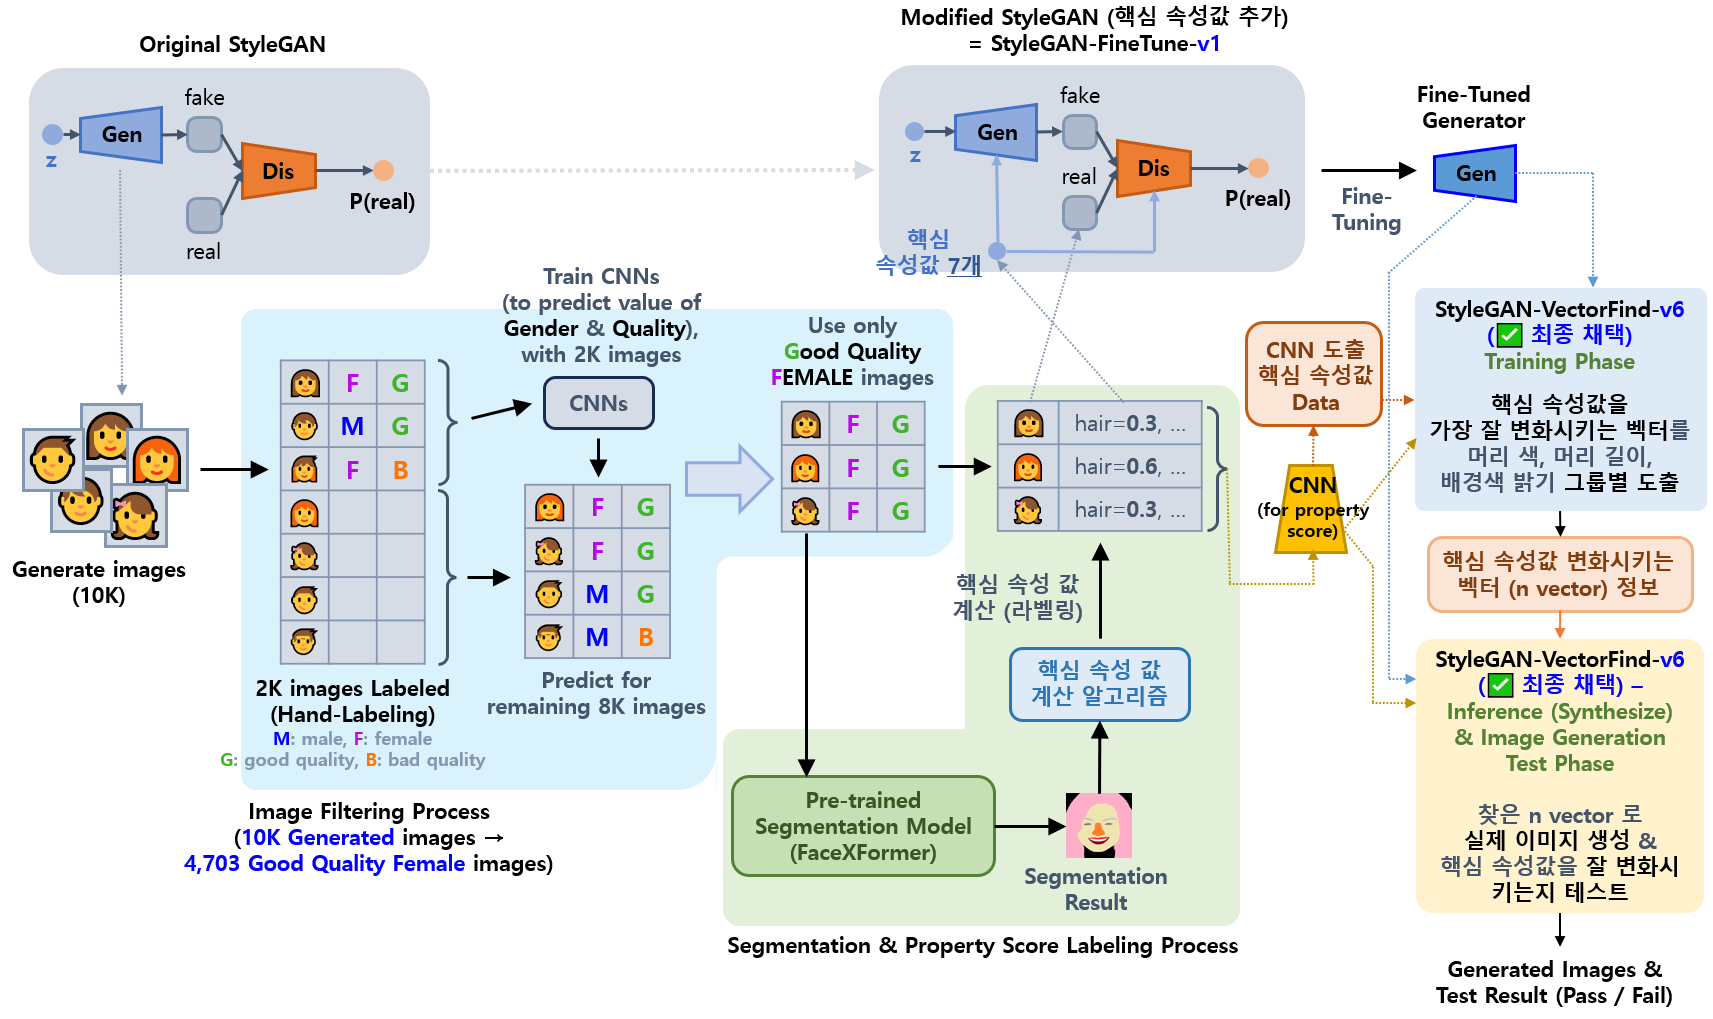 Original StyleGAN
z
Gen
fake
real
Dis
P(real)
Modified StyleGAN (핵심 속성값 추가)
= StyleGAN-FineTune-v1
z
Gen
fake
real
Dis
P(real)
핵심
속성값 7개
Fine-
Tuning
Fine-Tuned
Generator
Gen
Generate images
(10K)
F G
M G
F B
2K images Labeled
(Hand-Labeling)
M: male, F: female
G: good quality, B: bad quality
Train CNNs
(to predict value of
Gender & Quality),
with 2K images
CNNs
F G
F G
M G
M B
Predict for
remaining 8K images
Image Filtering Process
(10K Generated images →
4,703 Good Quality Female images)
Use only
Good Quality
FEMALE images
F G
F G
F G
hair=0.3, ...
hair=0.6, ...
hair=0.3, ...
핵심 속성 값
계산 (라벨링)
핵심 속성 값
계산 알고리즘
Pre-trained
Segmentation Model
(FaceXFormer)
Segmentation
Result
Segmentation & Property Score Labeling Process
CNN 도출
핵심 속성값
Data
CNN
(for property
score)
StyleGAN-VectorFind-v6
(✅ 최종 채택)
Training Phase
핵심 속성값을
가장 잘 변화시키는 벡터를
머리 색, 머리 길이,
배경색 밝기 그룹별 도출
핵심 속성값 변화시키는
벡터 (n vector) 정보
StyleGAN-VectorFind-v6
(✅ 최종 채택) –
Inference (Synthesize)
& Image Generation
Test Phase
찾은 n vector 로
실제 이미지 생성 &
핵심 속성값을 잘 변화시
키는지 테스트
Generated Images &
Test Result (Pass / Fail)